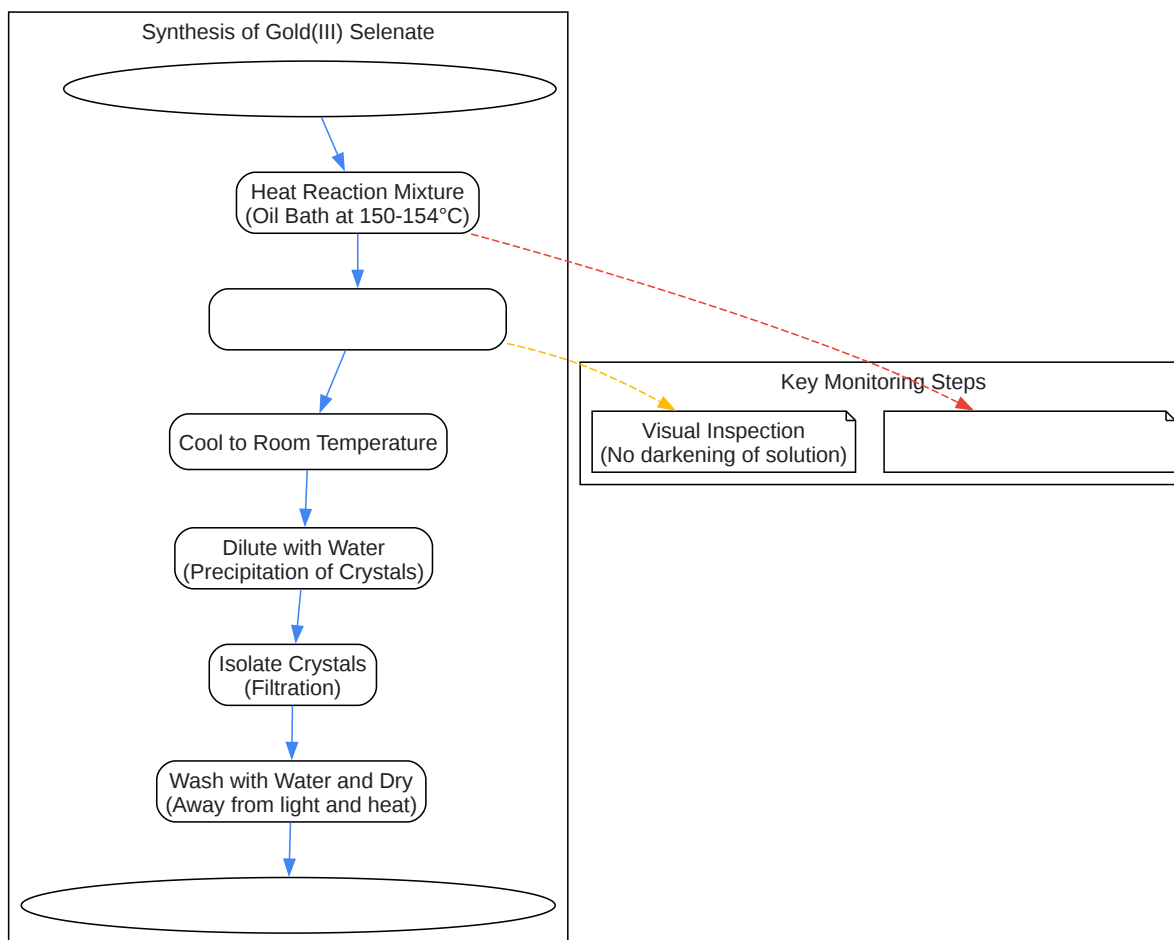 Synthesis of Gold(III) Selenate
Heat Reaction Mixture
(Oil Bath at 150-154°C)
Key Monitoring Steps
Visual Inspection
(No darkening of solution)
Cool to Room Temperature
Dilute with Water
(Precipitation of Crystals)
Isolate Crystals
(Filtration)
Wash with Water and Dry
(Away from light and heat)